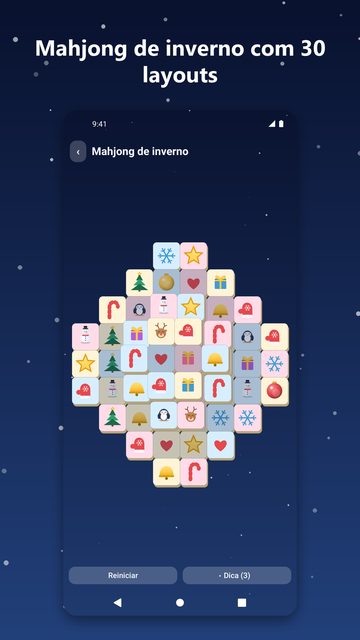 Mahjong de inverno com 30
layouts
9:41
Mahjong de inverno
Reiniciar
• Dica (3)